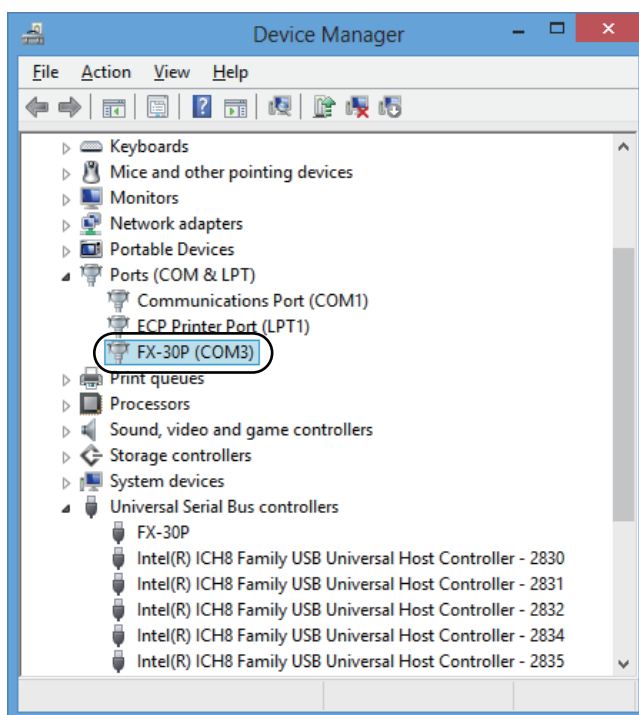 Device Manager
File Action View Help
Keyboards
Mice and other pointing devices
Monitors
Network adapters
Portable Devices
Ports (COM & LPT)
Communications Port (COM1)
ECP Printer Port (LPT1)
FX-30P (COM3)
Print queues
Processors
Sound, video and game controllers
Storage controllers
System devices
Universal Serial Bus controllers
FX-30P
Intel(R) ICH8 Family USB Universal Host Controller - 2830
Intel(R) ICH8 Family USB Universal Host Controller - 2831
Intel(R) ICH8 Family USB Universal Host Controller - 2832
Intel(R) ICH8 Family USB Universal Host Controller - 2834
Intel(R) ICH8 Family USB Universal Host Controller - 2835